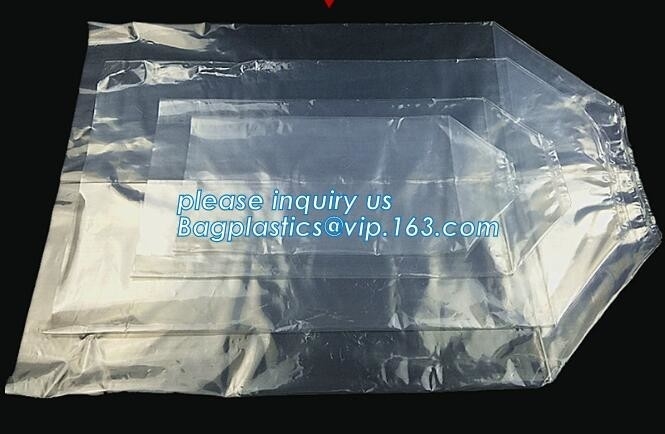 please inquiry us
Bagplastics@vip.163.com